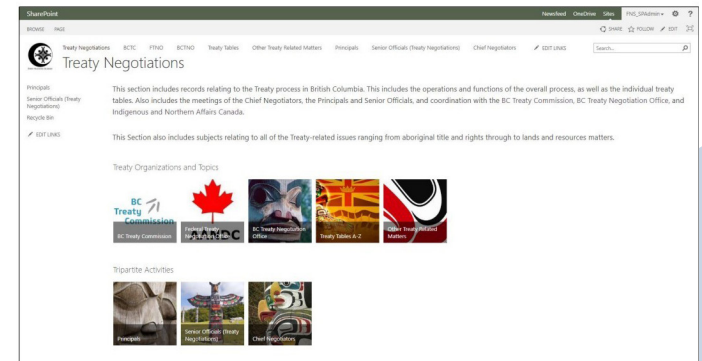 SharePoint
Newsfeed OneDrive Sites FNS_SPAdmin ?
BROWSE PAGE
SHARE FOLLOW EDIT
Treaty Negotiations BCTC FTNO BCTNO Treaty Tables Other Treaty Related Matters Principals Senior Officials (Treaty Negotiations) Chief Negotiators EDIT LINKS
Search...
Treaty Negotiations
Principals
Senior Officials (Treaty
Negotiations)
Recycle Bin
EDIT LINKS
This section includes records relating to the Treaty process in British Columbia. This includes the operations and functions of the overall process, as well as the individual treaty
tables. Also includes the meetings of the Chief Negotiators, the Principals and Senior Officials, and coordination with the BC Treaty Commission, BC Treaty Negotiation Office, and
Indigenous and Northern Affairs Canada.
This Section also includes subjects relating to all of the Treaty-related issues ranging from aboriginal title and rights through to lands and resources matters.
Treaty Organizations and Topics
BC
Treaty
Commission
BC Treaty Commission
Federal Treaty
Negotiation Office
BC Treaty Negotiation
Office
Treaty Tables A-Z
Other Treaty Related
Matters
Tripartite Activities
Principals
Senior Officials (Treaty
Negotiations)
Chief Negotiators